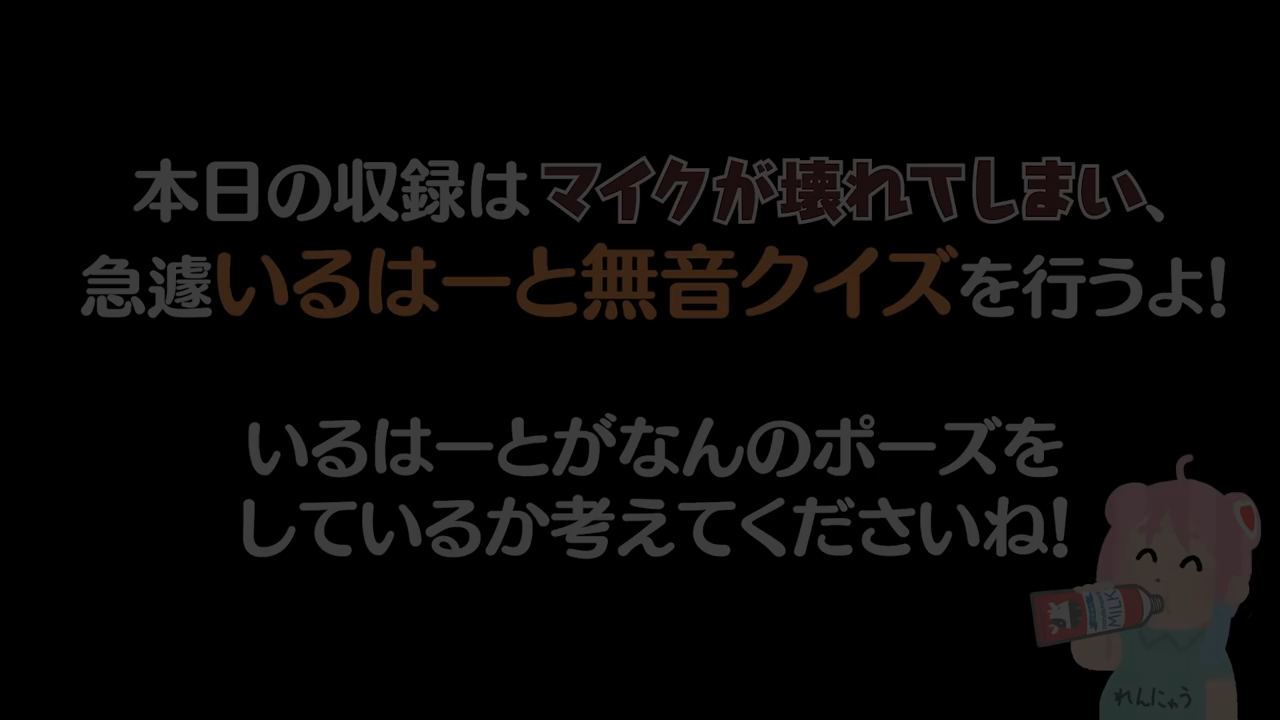 本日の収録はマイクが壊れてしまい、
急遽いるはーと無音クイズを行うよ!
いるはーとがなんのポーズを
しているか考えてくださいね!
MILK
れんにゅう